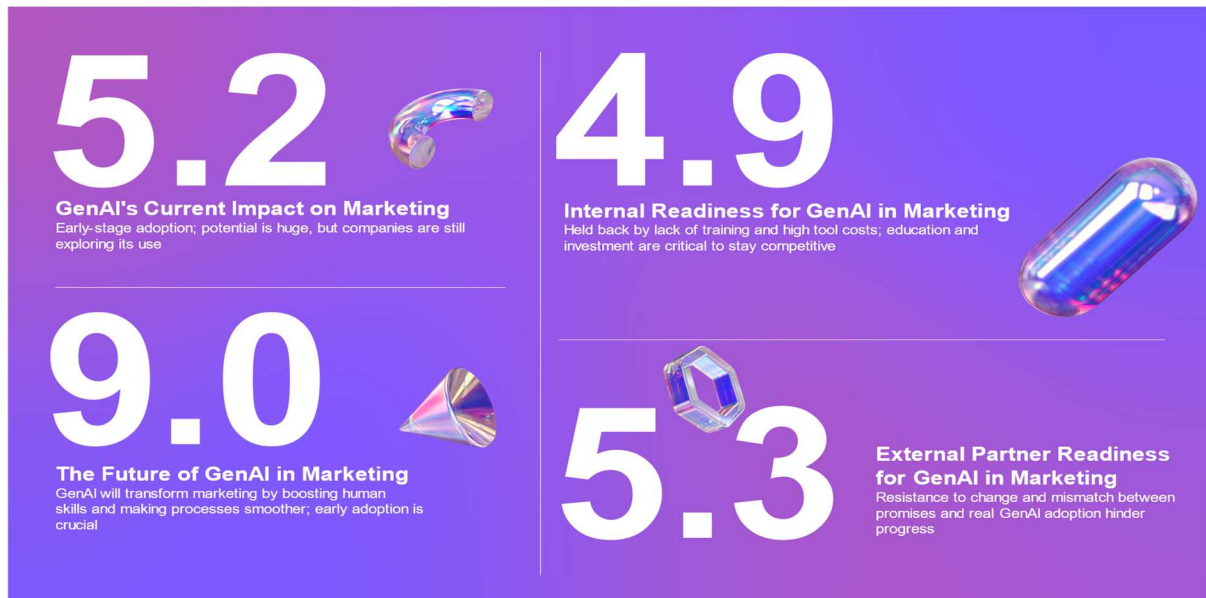 5.2
GenAI's Current Impact on Marketing
Early-stage adoption; potential is huge, but companies are still
exploring its use
9.0
The Future of GenAI in Marketing
GenAI will transform marketing by boosting human
skills and making processes smoother; early adoption is
crucial
4.9
Internal Readiness for GenAI in Marketing
Held back by lack of training and high tool costs; education and
investment are critical to stay competitive
5.3
External Partner Readiness
for GenAI in Marketing
Resistance to change and mismatch between
promises and real GenAI adoption hinder
progress